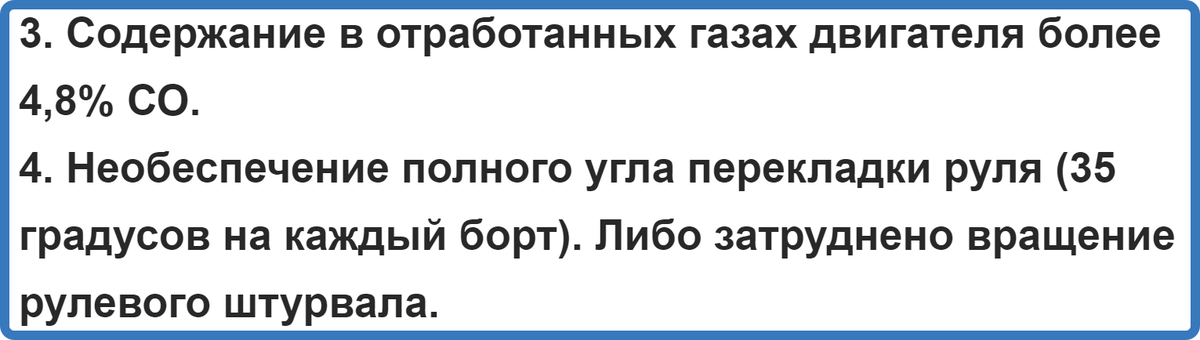 3. Содержание в отработанных газах двигателя более
4,8% СО.
4. Необеспечение полного угла перекладки руля (35
градусов на каждый борт). Либо затруднено вращение
рулевого штурвала.